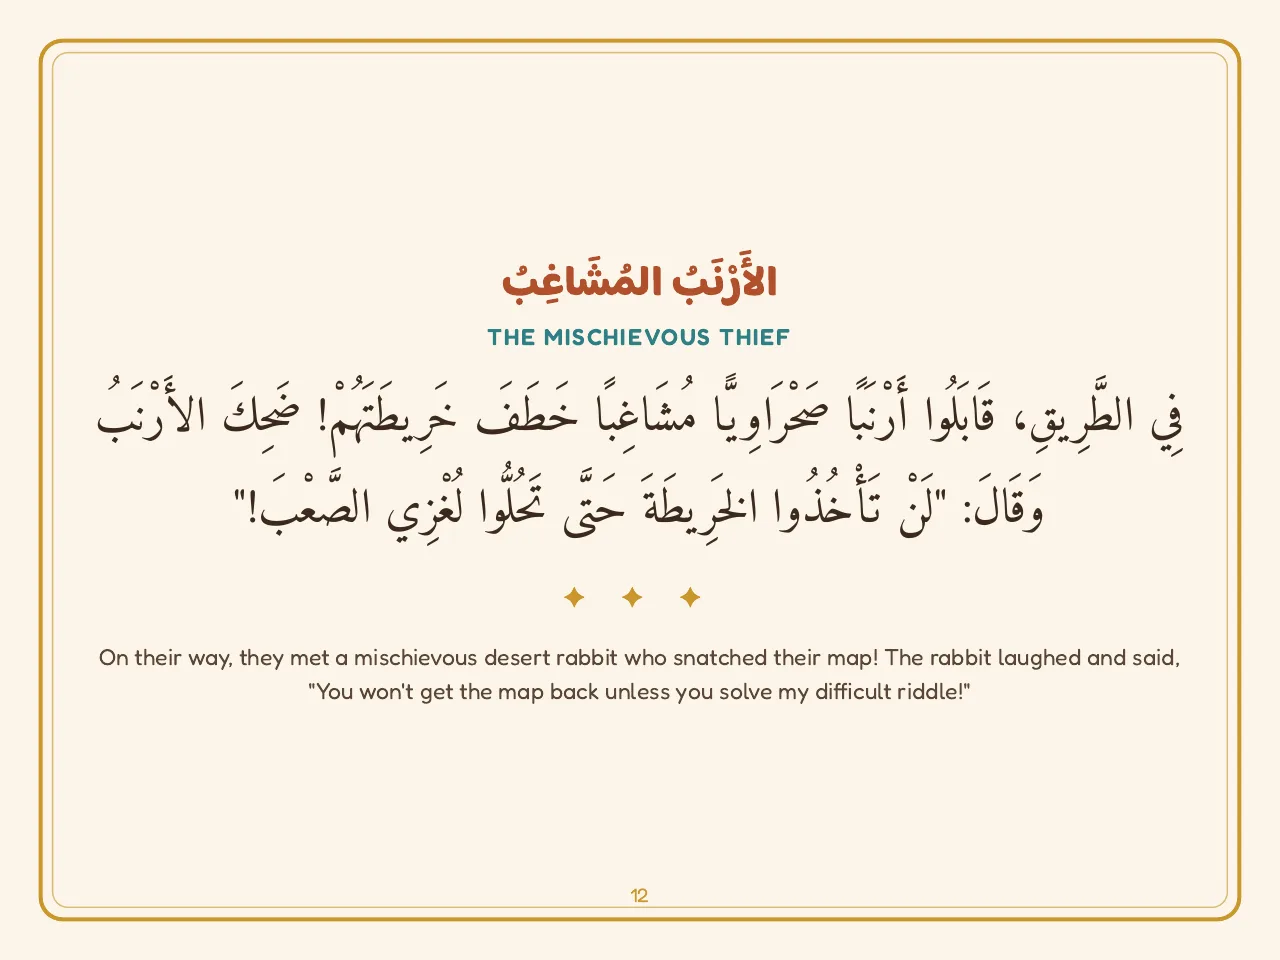 الأَرْنَبُ المُشَاغِبُ
THE MISCHIEVOUS THIEF
فِي الطَّرِيقِ، قَابَلُوا أَرْنَبًا صَحْرَاوِيًّا مُشَاغِبًا خَطَفَ خَرِيطَتَهُمْ! ضَحِكَ الأَرْنَبُ
وَقَالَ: "لَنْ تَأْخُذُوا الخَرِيطَةَ حَتَّى تَحُلُّوا لُغْزِي الصَّعْبَ!"
On their way, they met a mischievous desert rabbit who snatched their map! The rabbit laughed and said,
"You won't get the map back unless you solve my difficult riddle!"
12